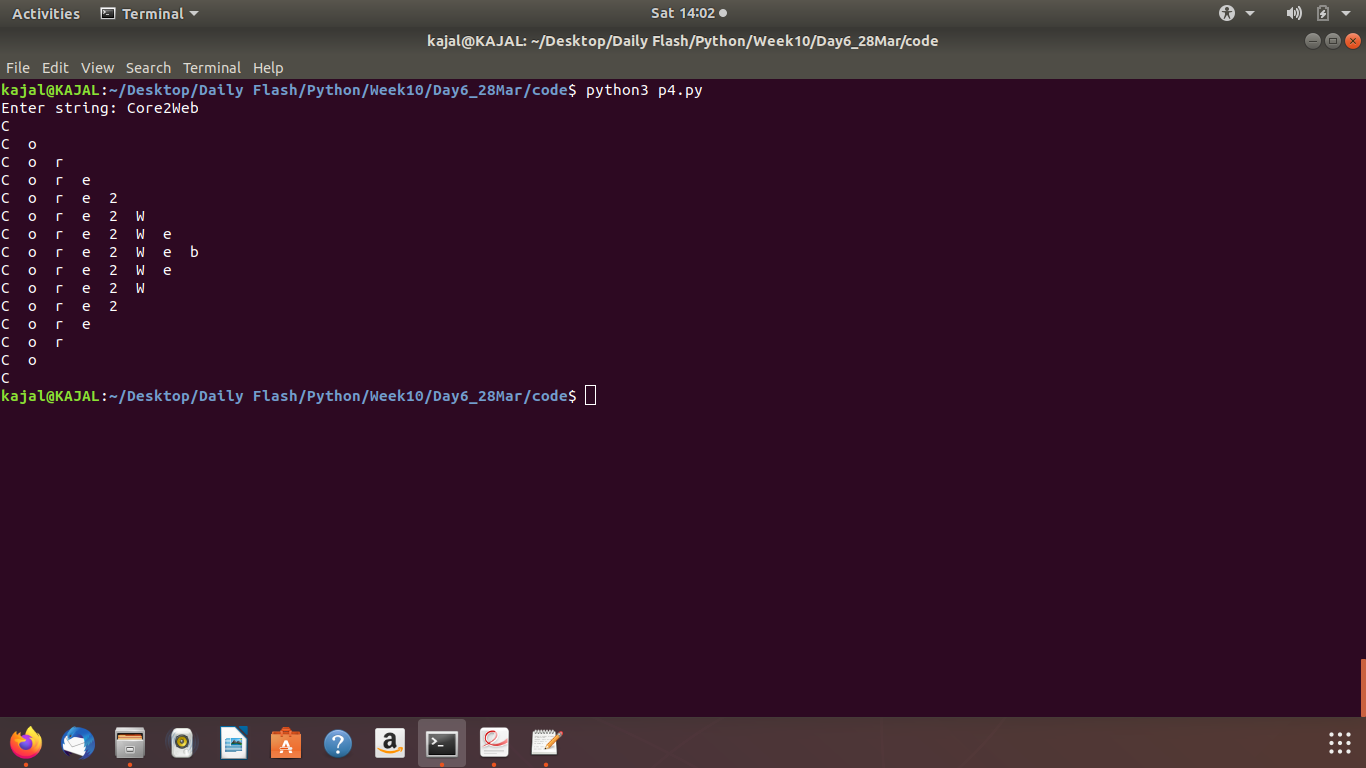 Activities Terminal Sat 14:02
kajal@KAJAL: ~/Desktop/Daily Flash/Python/Week10/Day6_28Mar/code
File Edit View Search Terminal Help
kajal@KAJAL:~/Desktop/Daily Flash/Python/Week10/Day6_28Mar/code$ python3 p4.py
Enter string: Core2Web
C
C  o
C  o  r
C  o  r  e
C  o  r  e  2
C  o  r  e  2  W
C  o  r  e  2  W  e
C  o  r  e  2  W  e  b
C  o  r  e  2  W  e
C  o  r  e  2  W
C  o  r  e  2
C  o  r  e
C  o  r
C  o
C
kajal@KAJAL:~/Desktop/Daily Flash/Python/Week10/Day6_28Mar/code$